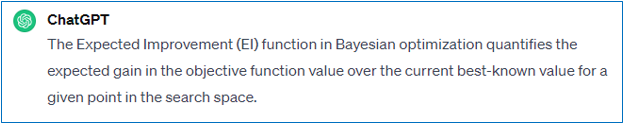 ChatGPT
The Expected Improvement (EI) function in Bayesian optimization quantifies the
expected gain in the objective function value over the current best-known value for a
given point in the search space.